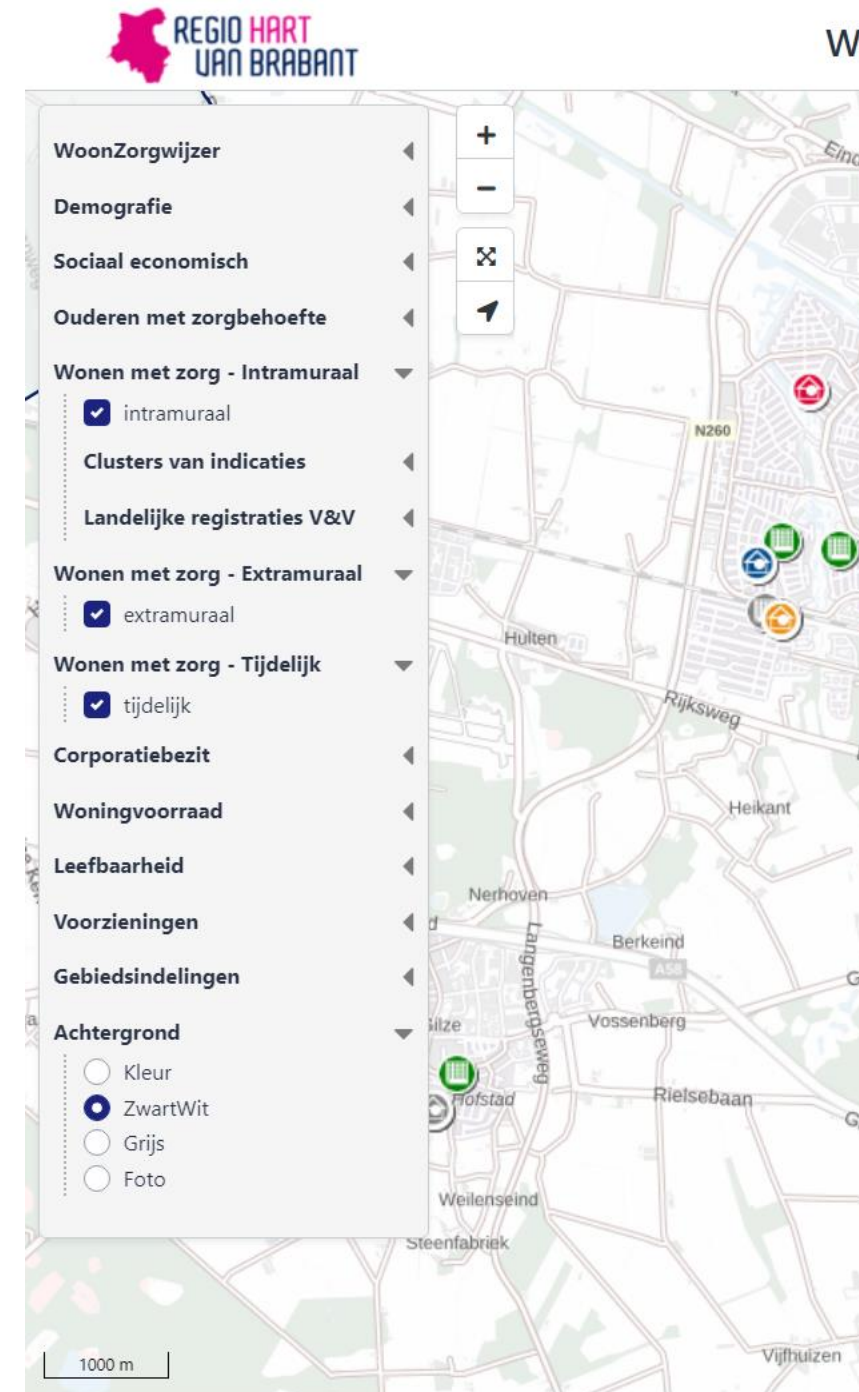 REGIO HART
VAN BRABANT
W
WoonZorgwijzer
Demografie
Sociaal economisch
Ouderen met zorgbehoefte
Wonen met zorg - Intramuraal
intramuraal
Clusters van indicaties
Landelijke registraties V&V
Wonen met zorg - Extramuraal
extramuraal
Wonen met zorg - Tijdelijk
tijdelijk
Corporatiebezit
Woningvoorraad
Leefbaarheid
Voorzieningen
Gebiedsindelingen
Achtergrond
Kleur
ZwartWit
Grijs
Foto
+
−
Eind
N260
Hulten
Rijksweg
Heikant
Nerhoven
Langenbergseweg
Berkeind
A58
Vossenberg
ilze
Hofstad
Rielsebaan
G
G
Weilenseind
Steenfabriek
Vijfhuizen
1000 m